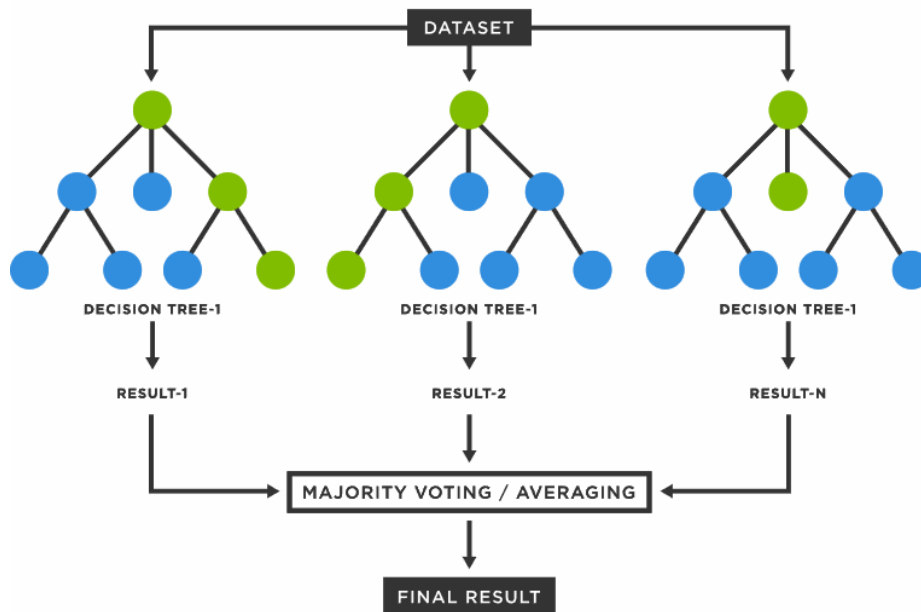 DATASET
DECISION TREE-1
DECISION TREE-1
DECISION TREE-1
RESULT-1
RESULT-2
RESULT-N
MAJORITY VOTING / AVERAGING
FINAL RESULT